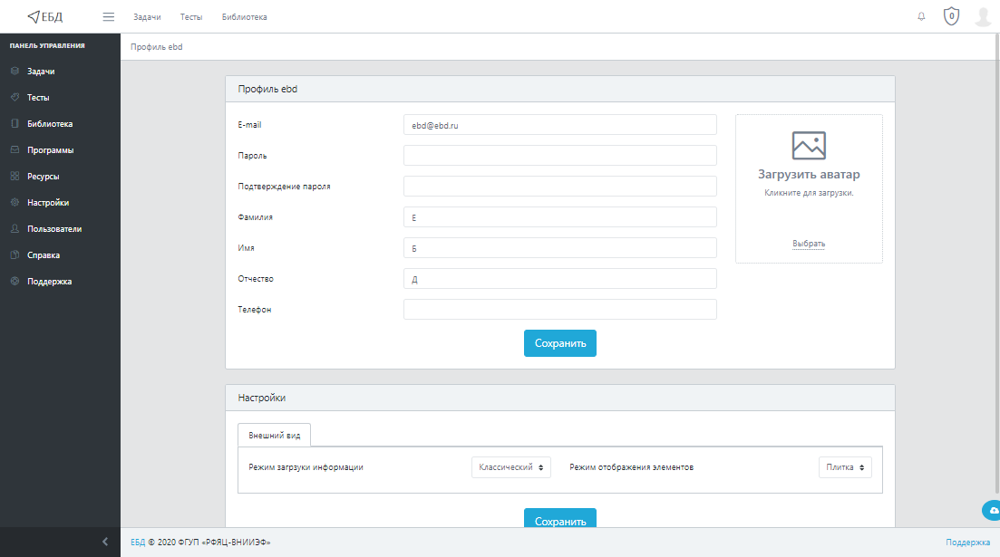 ЕБД
Задачи Тесты Библиотека
0
ПАНЕЛЬ УПРАВЛЕНИЯ
Задачи
Тесты
Библиотека
Программы
Ресурсы
Настройки
Пользователи
Справка
Поддержка
Профиль ebd
Профиль ebd
E-mail ebd@ebd.ru
Пароль
Подтверждение пароля
Фамилия Е
Имя Б
Отчество Д
Телефон
Загрузить аватар
Кликните для загрузки.
Выбрать
Сохранить
Настройки
Внешний вид
Режим загрзуки информации Классический Режим отображения элементов Плитка
Сохранить
ЕБД © 2020 ФГУП «РФЯЦ-ВНИИЭФ» Поддержка